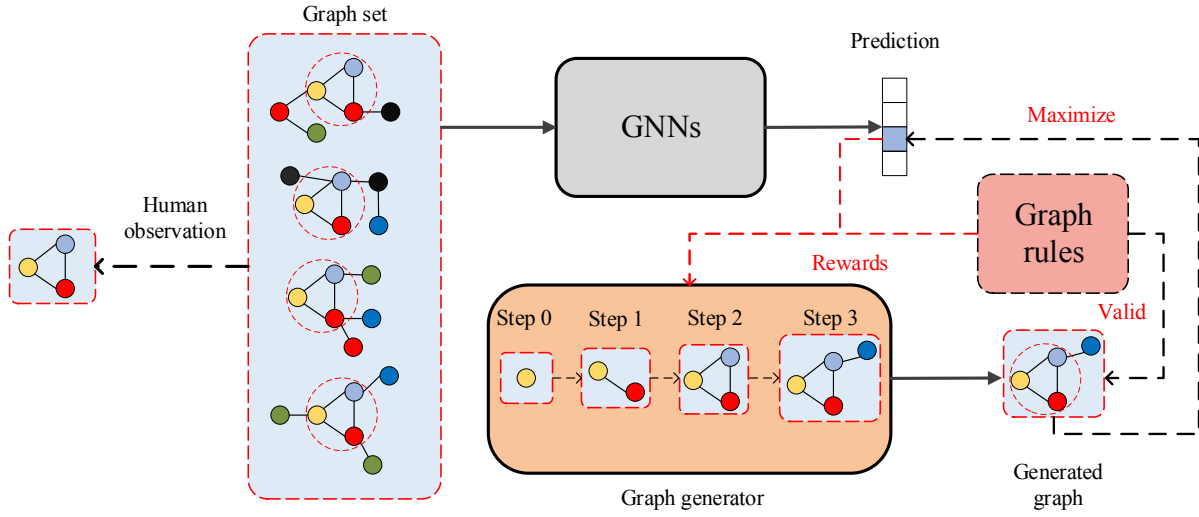 Graph set
Prediction
GNNs
Maximize
Human
observation
Graph
rules
Rewards
Valid
Step 0
Step 1
Step 2
Step 3
Graph generator
Generated
graph